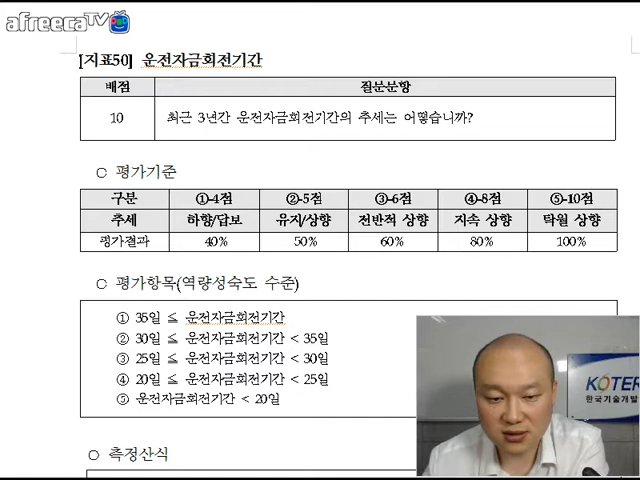 afreecaTV
[지표50] 운전자금회전기간
배점 질문문항
10 최근 3년간 운전자금회전기간의 추세는 어떻습니까?
○ 평가기준
구분 ①-4점 ②-5점 ③-6점 ④-8점 ⑤-10점
추세 하향/답보 유지/상향 전반적 상향 지속 상향 탁월 상향
평가결과 40% 50% 60% 80% 100%
○ 평가항목(역량성숙도 수준)
① 35일 ≦ 운전자금회전기간
② 30일 ≦ 운전자금회전기간 < 35일
③ 25일 ≦ 운전자금회전기간 < 30일
④ 20일 ≦ 운전자금회전기간 < 25일
⑤ 운전자금회전기간 < 20일
KOTER
한국기술개발
○ 측정산식